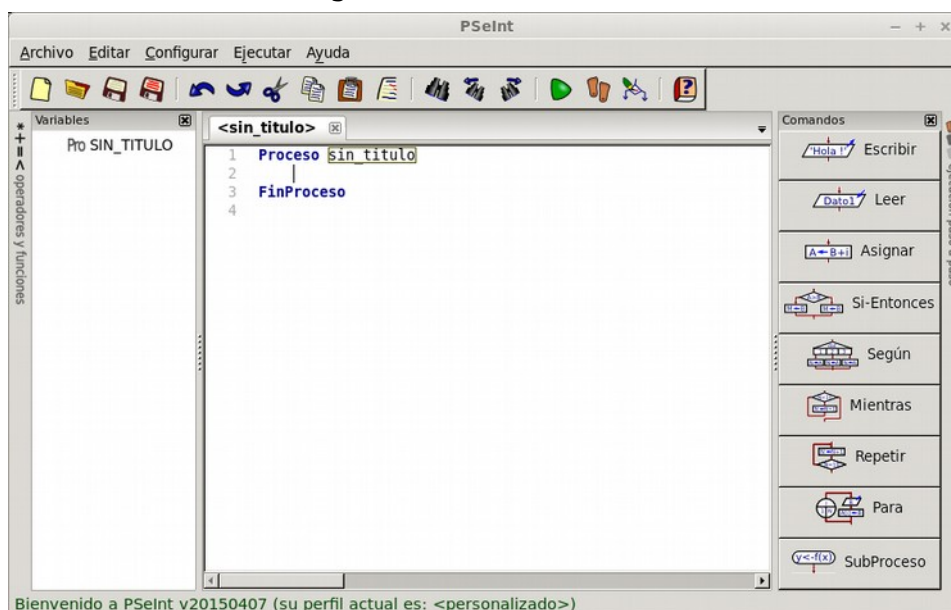 PSeInt
Archivo Editar Configurar Ejecutar Ayuda
Variables
Pro SIN_TITULO
*+=< operadores y funciones
<sin_titulo>
1 Proceso sin_titulo
2
3 FinProceso
4
Comandos
'Hola !' Escribir
Dato1 Leer
A←B+i Asignar
Si-Entonces
Según
Mientras
Repetir
Para
y<-f(x) SubProceso
Bienvenido a PSeInt v20150407 (su perfil actual es: <personalizado>)